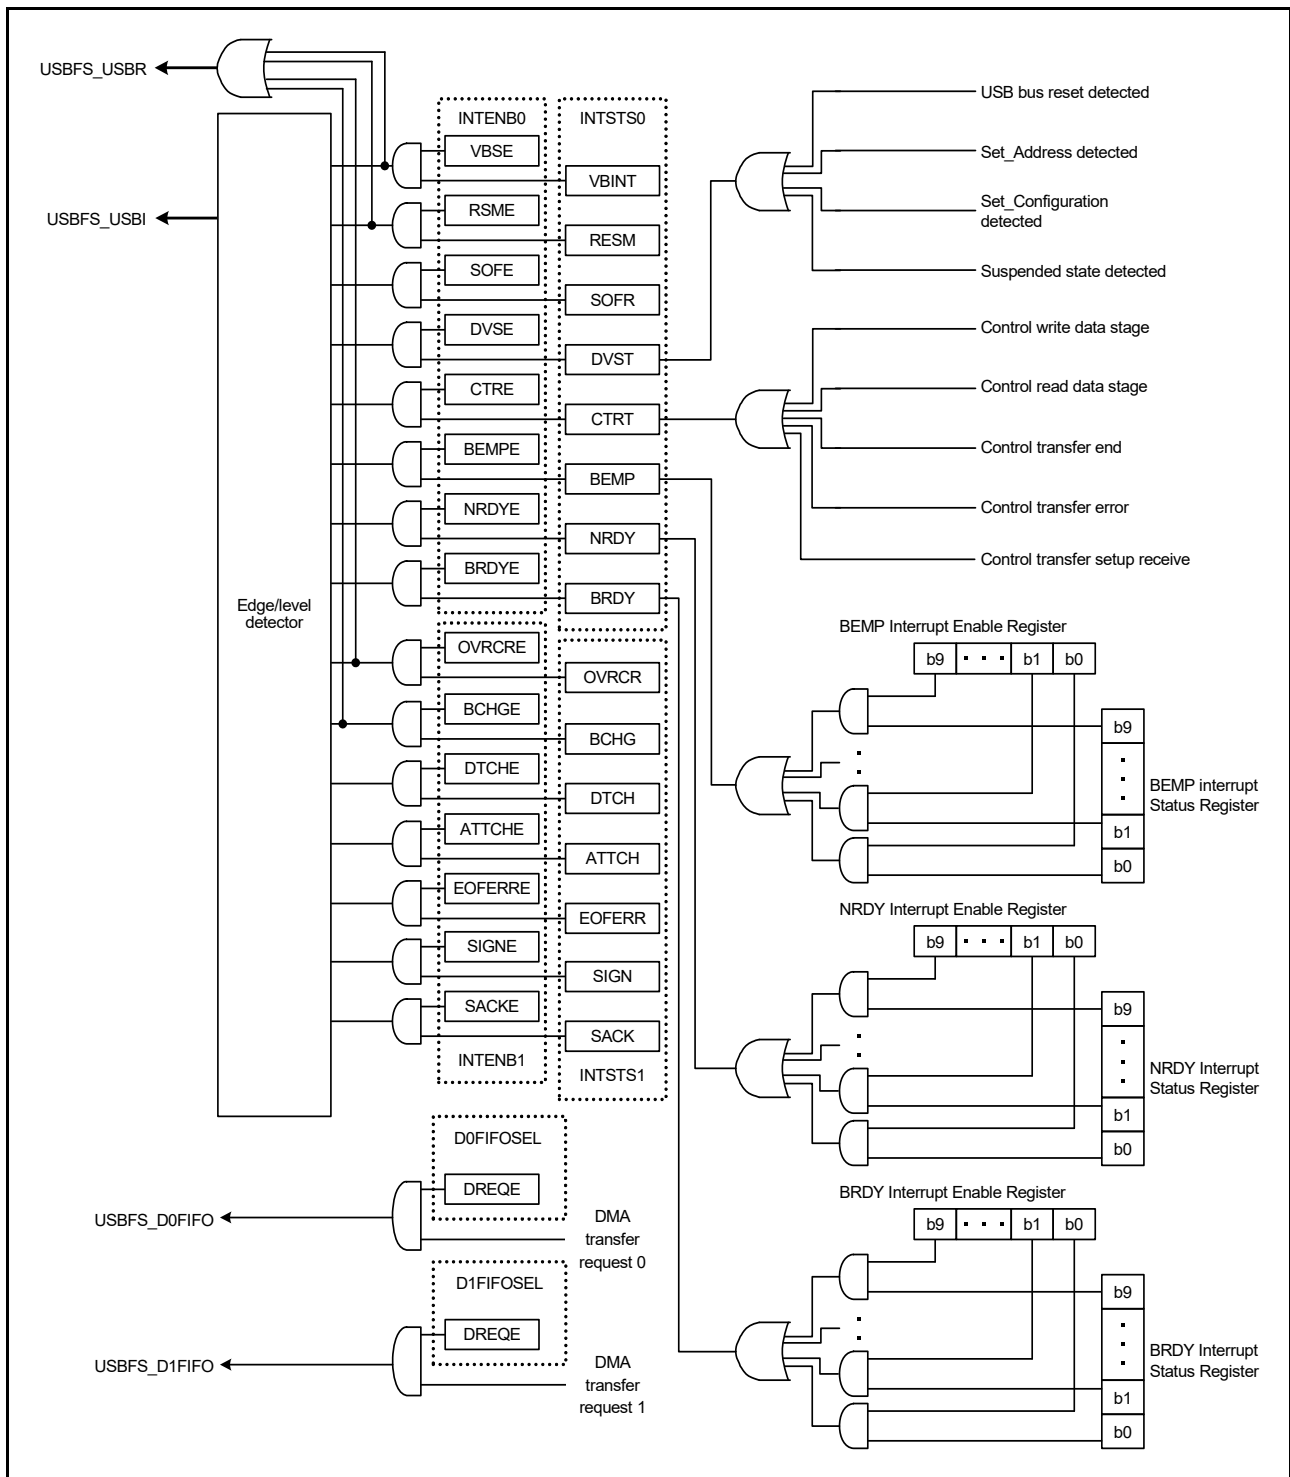 USBFS_USBR
USBFS_USBI
Edge/level
detector
INTENB0
VBSE
RSME
SOFE
DVSE
CTRE
BEMPE
NRDYE
BRDYE
OVRCRE
BCHGE
DTCHE
ATTCHE
EOFERRE
SIGNE
SACKE
INTENB1
INTSTS0
VBINT
RESM
SOFR
DVST
CTRT
BEMP
NRDY
BRDY
OVRCR
BCHG
DTCH
ATTCH
EOFERR
SIGN
SACK
INTSTS1
USB bus reset detected
Set_Address detected
Set_Configuration
detected
Suspended state detected
Control write data stage
Control read data stage
Control transfer end
Control transfer error
Control transfer setup receive
BEMP Interrupt Enable Register
b9 · · · b1 b0
b9
b1
b0
BEMP interrupt
Status Register
NRDY Interrupt Enable Register
b9 · · · b1 b0
b9
b1
b0
NRDY Interrupt
Status Register
BRDY Interrupt Enable Register
b9 · · · b1 b0
b9
b1
b0
BRDY Interrupt
Status Register
D0FIFOSEL
DREQE
USBFS_D0FIFO
DMA
transfer
request 0
D1FIFOSEL
DREQE
USBFS_D1FIFO
DMA
transfer
request 1